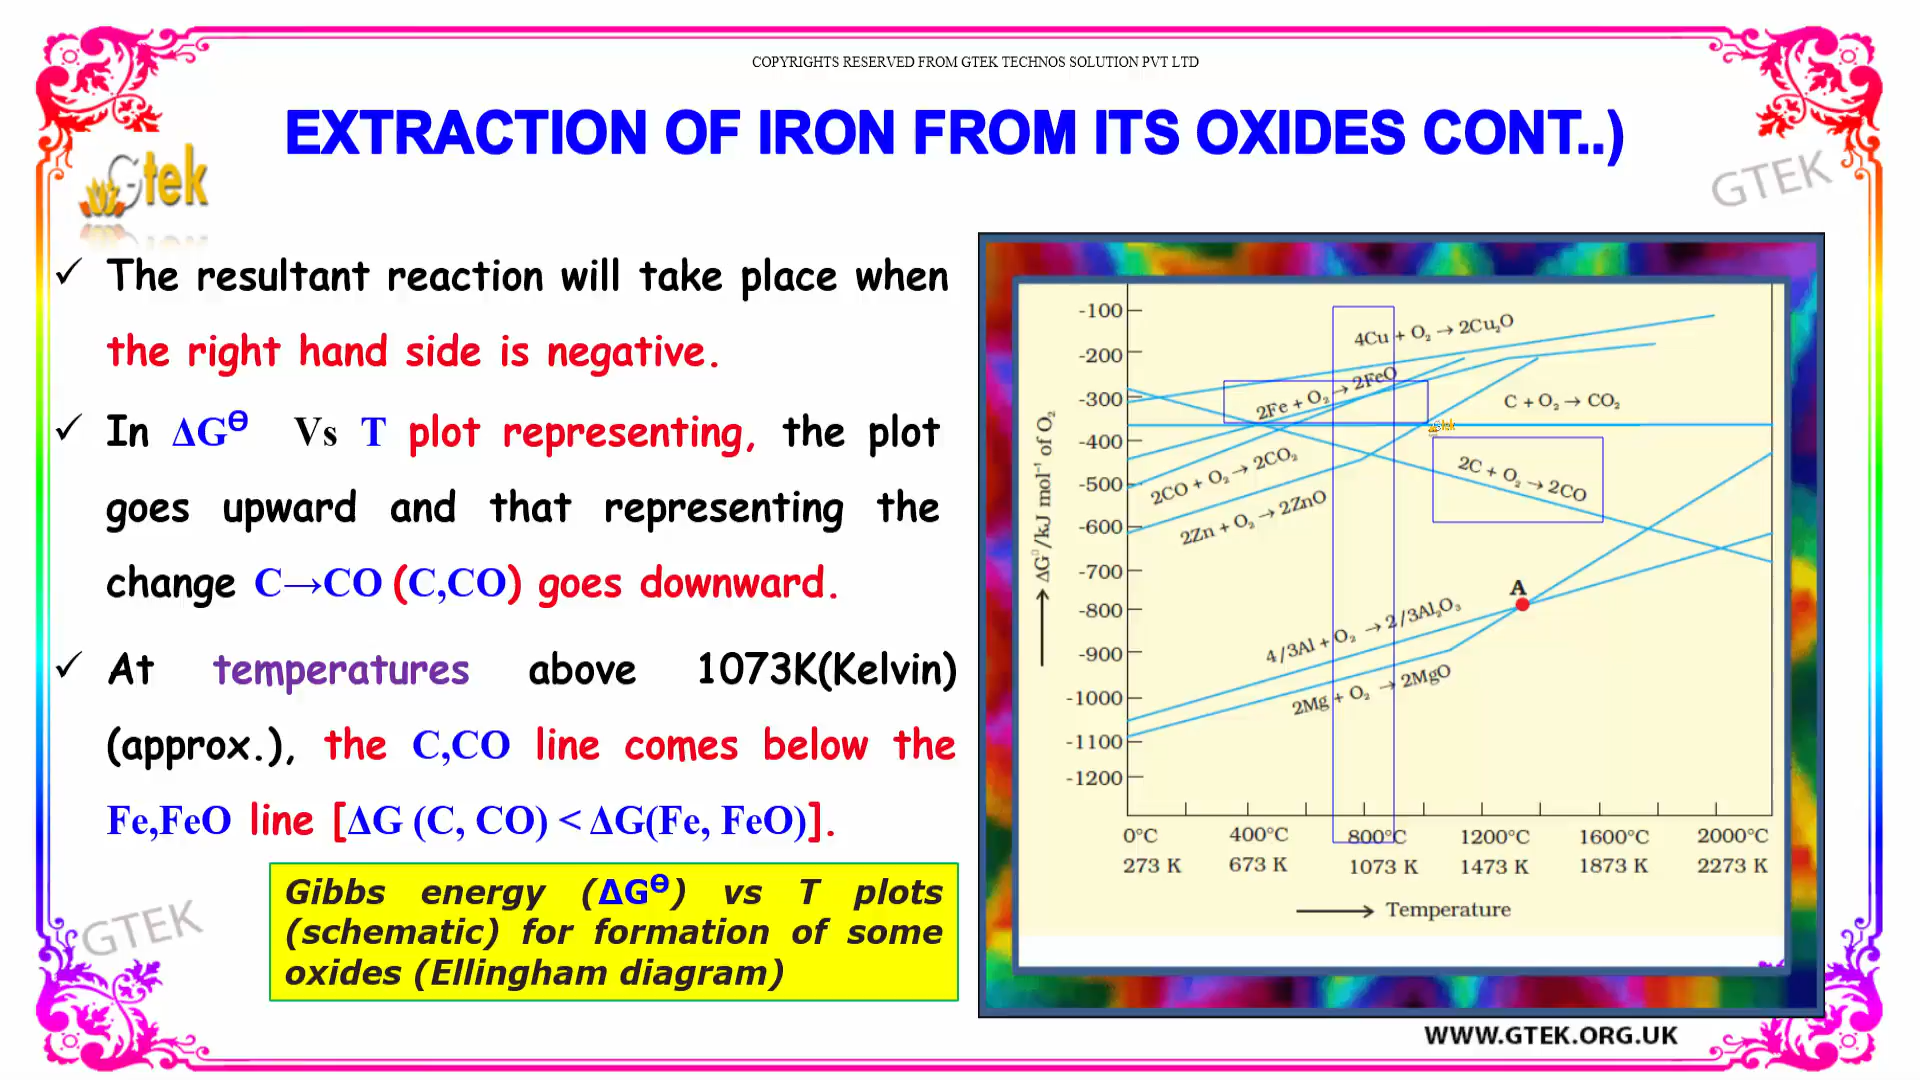 COPYRIGHTS RESERVED FROM GTEK TECHNOS SOLUTION PVT LTD
EXTRACTION OF IRON FROM ITS OXIDES CONT..)
Gtek
GTEK
✓ The resultant reaction will take place when
the right hand side is negative.
✓ In ΔG⊖ Vs T plot representing, the plot
goes upward and that representing the
change C→CO (C,CO) goes downward.
✓ At temperatures above 1073K(Kelvin)
(approx.), the C,CO line comes below the
Fe,FeO line [ΔG (C, CO) < ΔG(Fe, FeO)].
Gibbs energy (ΔG⊖) vs T plots
(schematic) for formation of some
oxides (Ellingham diagram)
GTEK
-100
-200
-300
-400
-500
-600
-700
-800
-900
-1000
-1100
-1200
ΔG⁰/kJ mol⁻¹ of O₂
4Cu + O₂ → 2Cu₂O
2Fe + O₂ → 2FeO
C + O₂ → CO₂
Gtek
2CO + O₂ → 2CO₂
2C + O₂ → 2CO
2Zn + O₂ → 2ZnO
A
4/3Al + O₂ → 2/3Al₂O₃
2Mg + O₂ → 2MgO
0°C 400°C 800°C 1200°C 1600°C 2000°C
273 K 673 K 1073 K 1473 K 1873 K 2273 K
Temperature
WWW.GTEK.ORG.UK